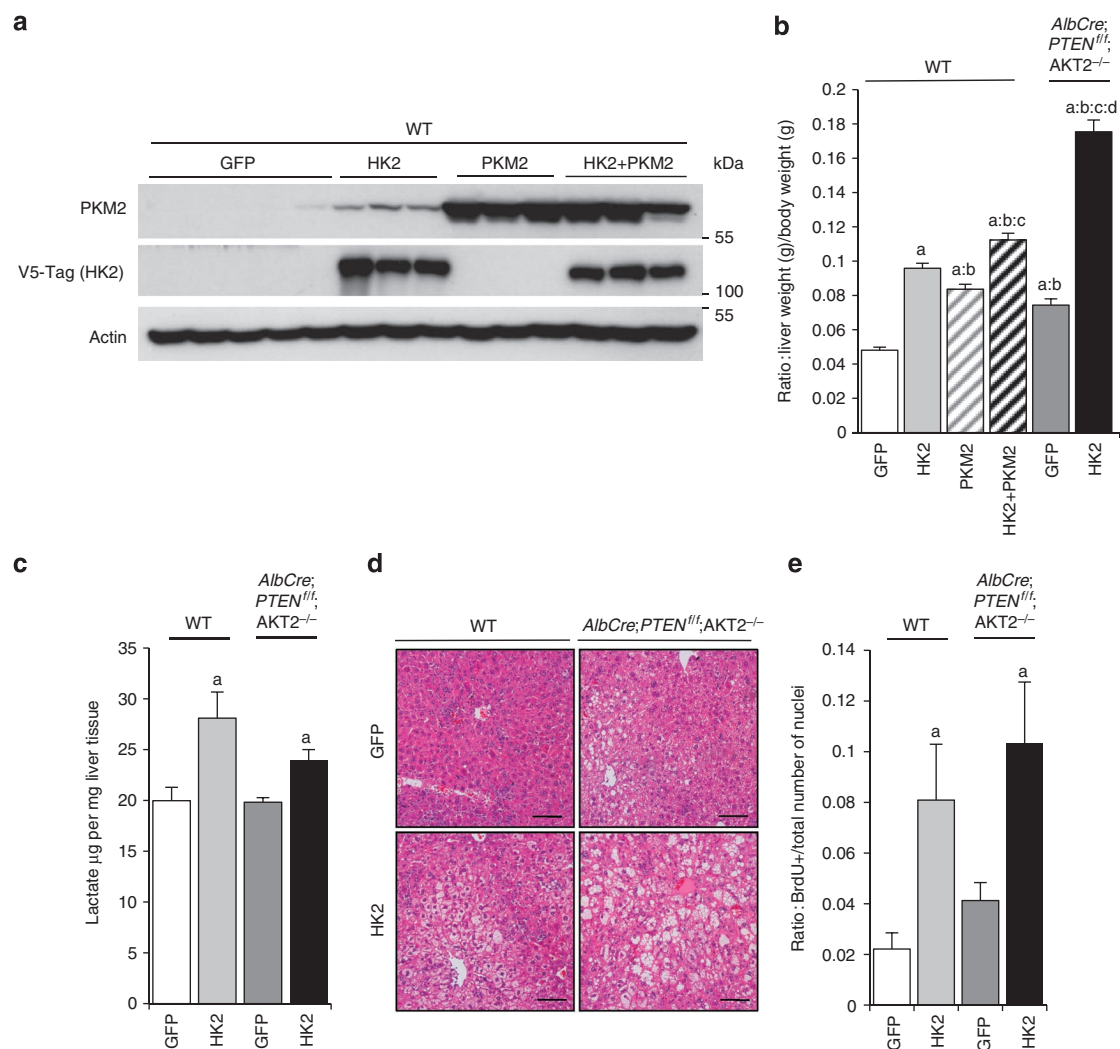 a
WT
GFP HK2 PKM2 HK2+PKM2 kDa
PKM2
55
V5-Tag (HK2)
100
55
Actin
b
AlbCre;
PTENf/f;
AKT2–/–
WT
Ratio : liver weight (g)/body weight (g)
0.2
0.18
0.16
0.14
0.12
0.1
0.08
0.06
0.04
0.02
0
a
a:b
a:b:c
a:b
a:b:c:d
GFP
HK2
PKM2
HK2+PKM2
GFP
HK2
c
AlbCre;
PTENf/f;
AKT2–/–
WT
Lactate μg per mg liver tissue
35
30
25
20
15
10
5
0
a
a
GFP
HK2
GFP
HK2
d
WT AlbCre;PTENf/f;AKT2–/–
GFP
HK2
e
AlbCre;
PTENf/f;
AKT2–/–
WT
Ratio : BrdU+/total number of nuclei
0.14
0.12
0.1
0.08
0.06
0.04
0.02
0
a
a
GFP
HK2
GFP
HK2